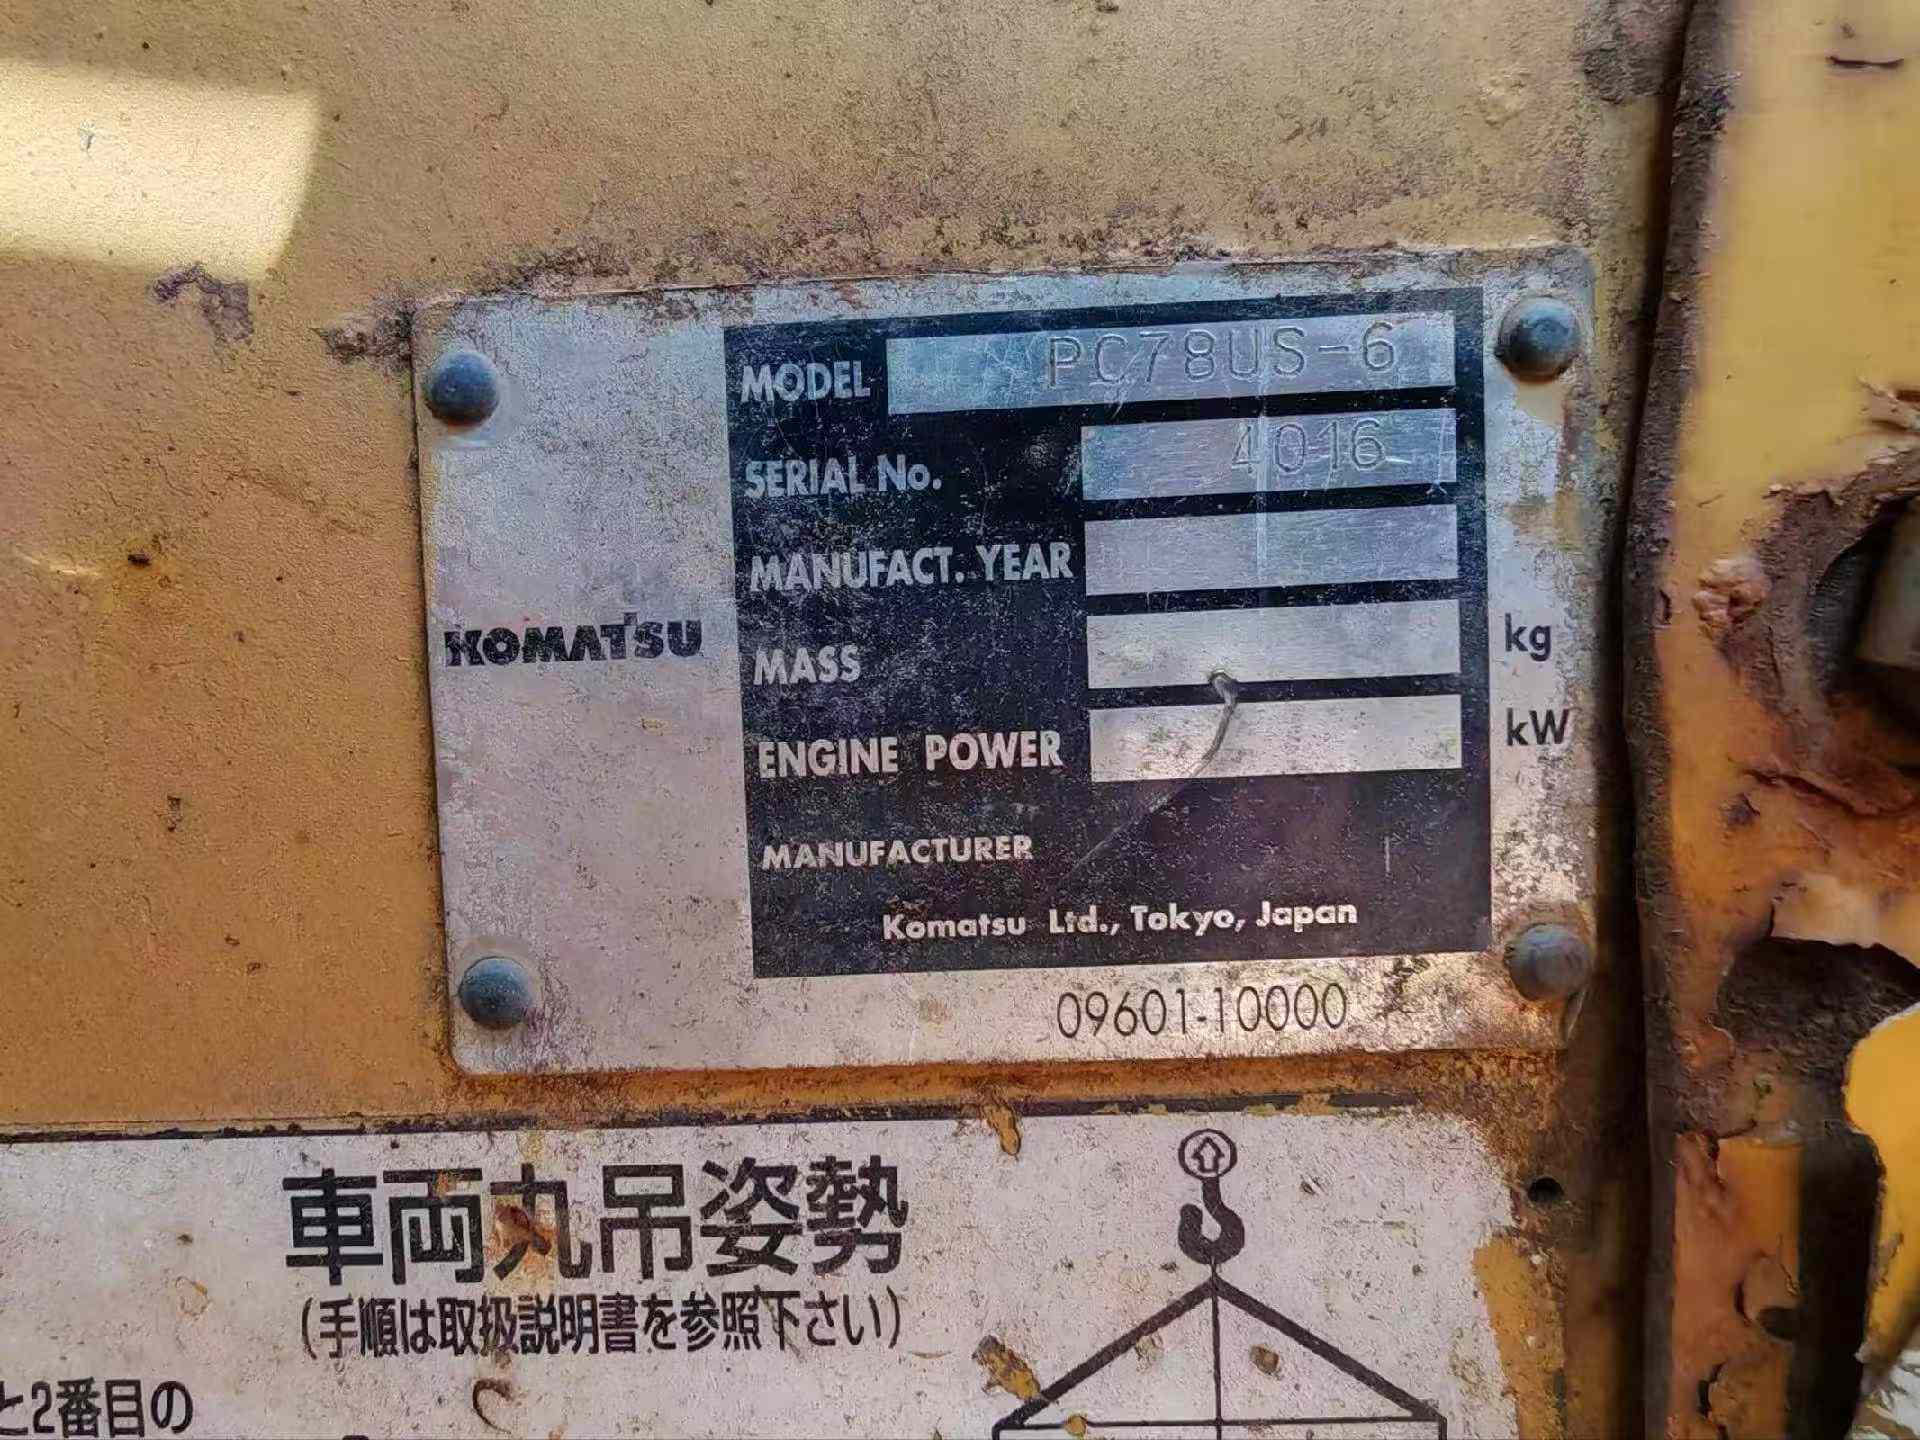 MODEL PC78US-6
SERIAL No. 4016
MANUFACT. YEAR
KOMATSU
MASS kg
ENGINE POWER kW
MANUFACTURER
Komatsu Ltd., Tokyo, Japan
09601-10000
車両丸吊姿勢
(手順は取扱説明書を参照下さい)
と2番目の